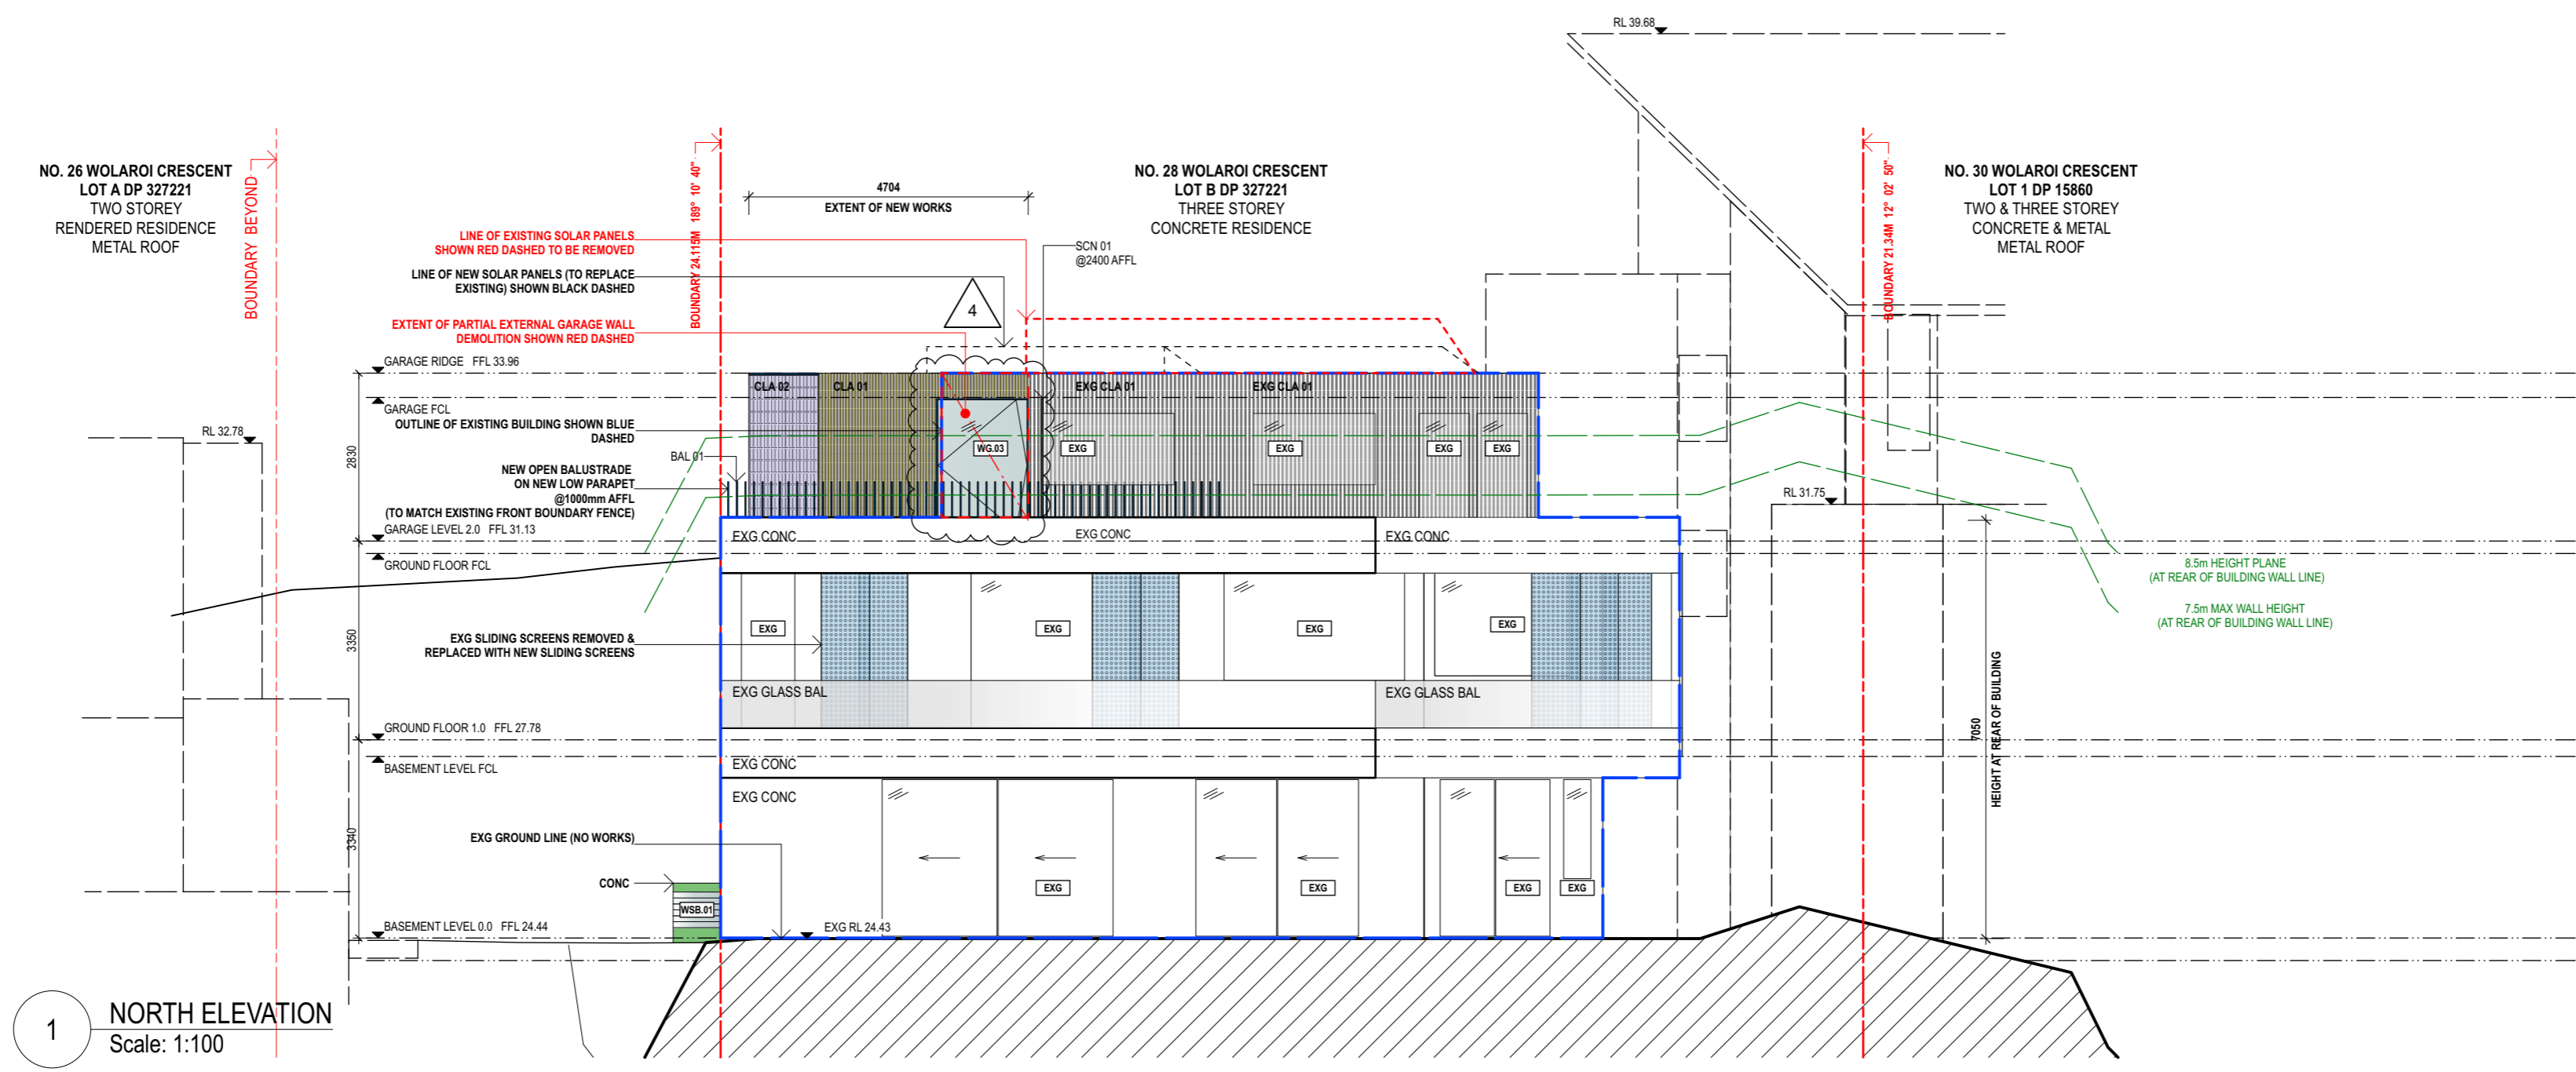 RL 39.68
NO. 26 WOLAROI CRESCENT
LOT A DP 327221
TWO STOREY
RENDERED RESIDENCE
METAL ROOF
BOUNDARY BEYOND
BOUNDARY 24.115M 189° 10' 40"
4704
EXTENT OF NEW WORKS
NO. 28 WOLAROI CRESCENT
LOT B DP 327221
THREE STOREY
CONCRETE RESIDENCE
BOUNDARY 21.34M 12° 02' 50"
NO. 30 WOLAROI CRESCENT
LOT 1 DP 15860
TWO & THREE STOREY
CONCRETE & METAL
METAL ROOF
LINE OF EXISTING SOLAR PANELS
SHOWN RED DASHED TO BE REMOVED
SCN 01
@2400 AFFL
LINE OF NEW SOLAR PANELS (TO REPLACE
EXISTING) SHOWN BLACK DASHED
4
EXTENT OF PARTIAL EXTERNAL GARAGE WALL
DEMOLITION SHOWN RED DASHED
GARAGE RIDGE FFL 33.96
CLA 02
CLA 01
EXG CLA 01
EXG CLA 01
GARAGE FCL
OUTLINE OF EXISTING BUILDING SHOWN BLUE
DASHED
RL 32.78
2830
BAL 01
WG.03
EXG
EXG
EXG
EXG
NEW OPEN BALUSTRADE
ON NEW LOW PARAPET
@1000mm AFFL
(TO MATCH EXISTING FRONT BOUNDARY FENCE)
RL 31.75
GARAGE LEVEL 2.0 FFL 31.13
EXG CONC
EXG CONC
EXG CONC
GROUND FLOOR FCL
8.5m HEIGHT PLANE
(AT REAR OF BUILDING WALL LINE)
7.5m MAX WALL HEIGHT
(AT REAR OF BUILDING WALL LINE)
3350
EXG
EXG
EXG
EXG
EXG SLIDING SCREENS REMOVED &
REPLACED WITH NEW SLIDING SCREENS
EXG GLASS BAL
EXG GLASS BAL
GROUND FLOOR 1.0 FFL 27.78
7050
HEIGHT AT REAR OF BUILDING
BASEMENT LEVEL FCL
EXG CONC
EXG CONC
3340
EXG GROUND LINE (NO WORKS)
CONC
EXG
EXG
EXG
EXG
WSB.01
BASEMENT LEVEL 0.0 FFL 24.44
EXG RL 24.43
1
NORTH ELEVATION
Scale: 1:100